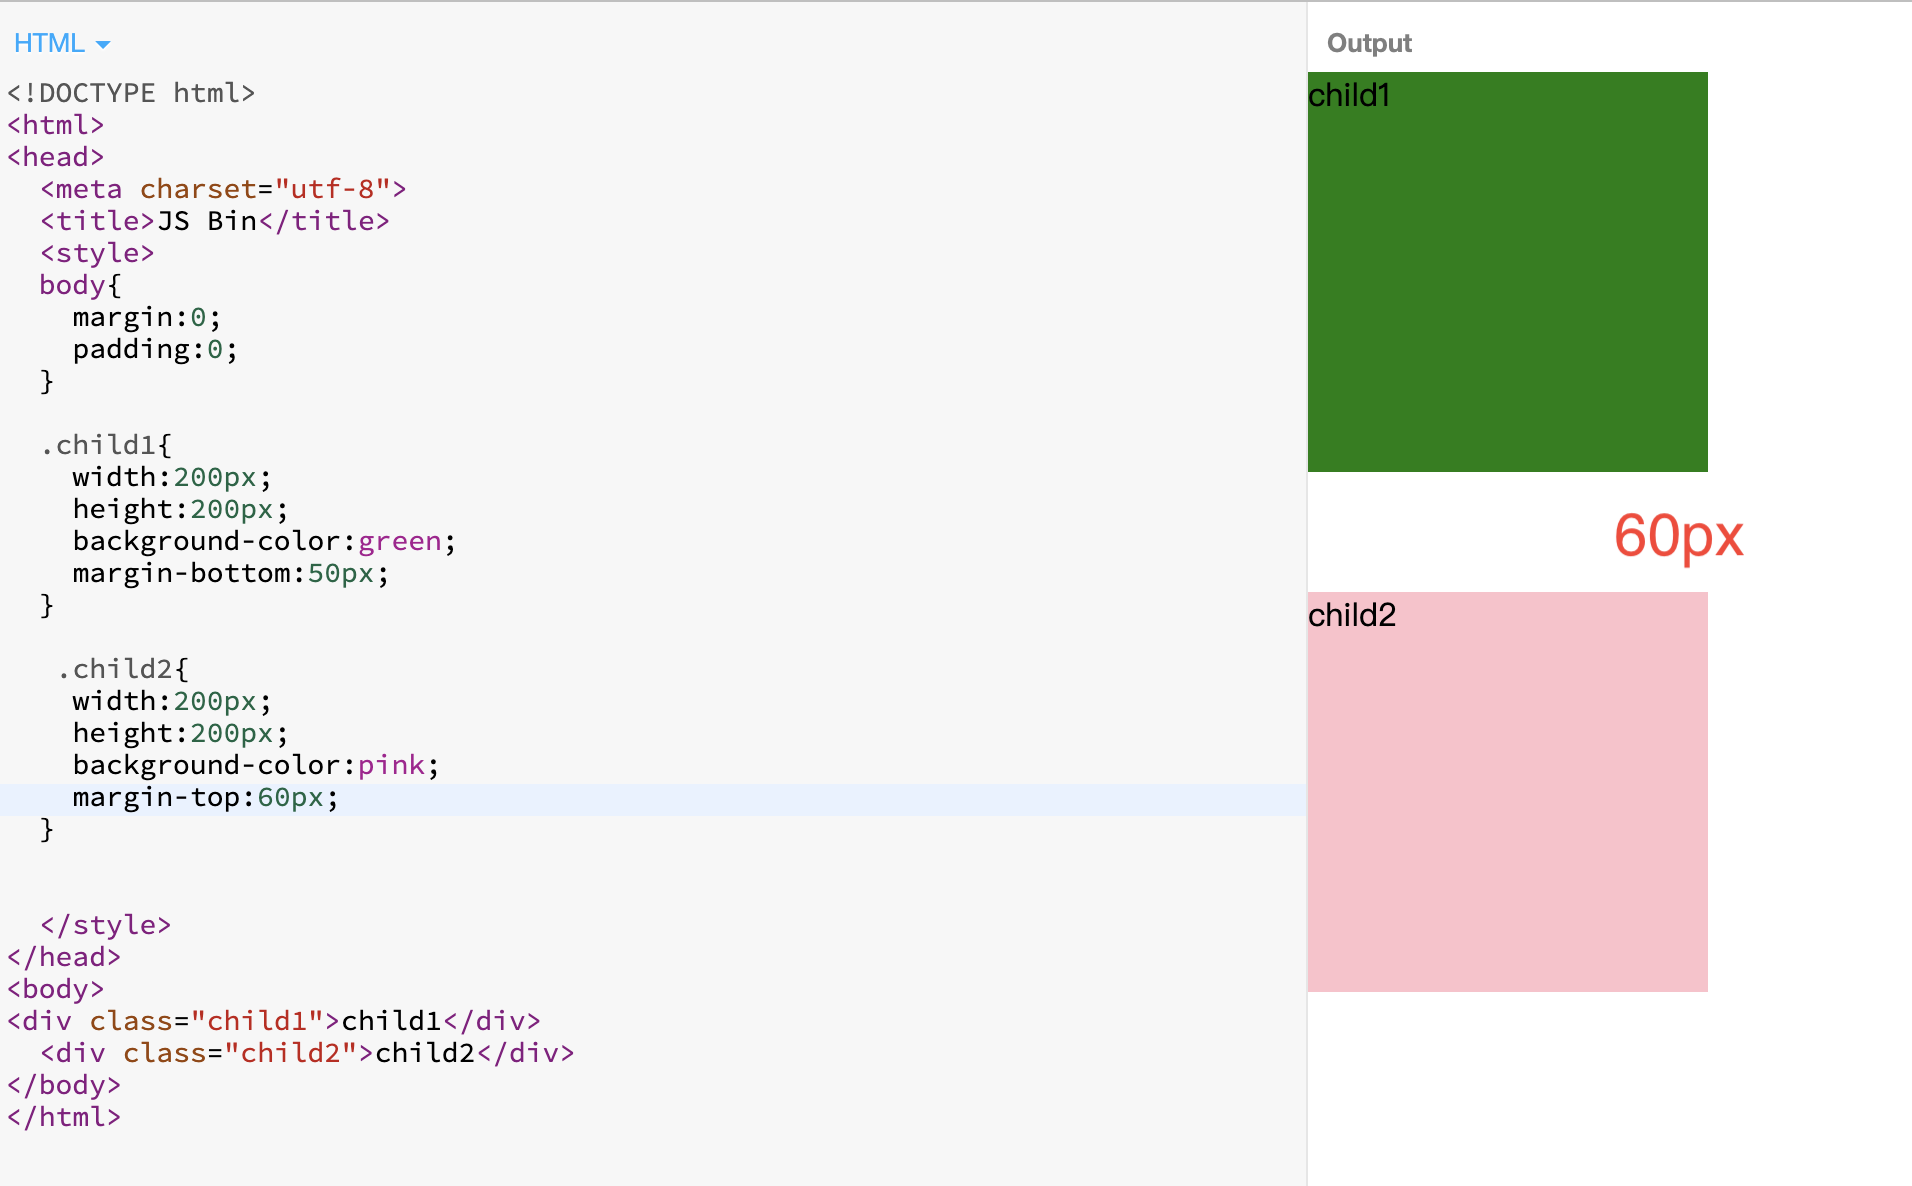 HTML
<!DOCTYPE html>
<html>
<head>
  <meta charset="utf-8">
  <title>JS Bin</title>
  <style>
  body{
    margin:0;
    padding:0;
  }
  .child1{
    width:200px;
    height:200px;
    background-color:green;
    margin-bottom:50px;
  }
   .child2{
    width:200px;
    height:200px;
    background-color:pink;
    margin-top:60px;
  }
  </style>
</head>
<body>
<div class="child1">child1</div>
  <div class="child2">child2</div>
</body>
</html>
Output
child1
60px
child2